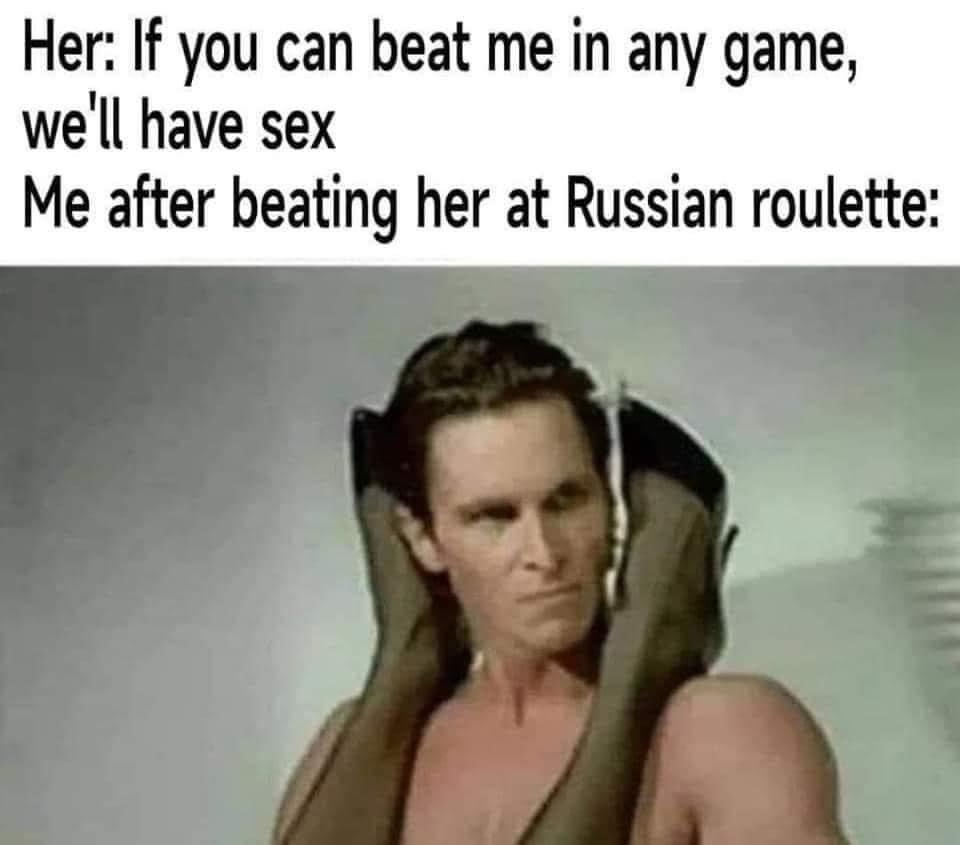 Her: If you can beat me in any game,
we'll have sex
Me after beating her at Russian roulette: